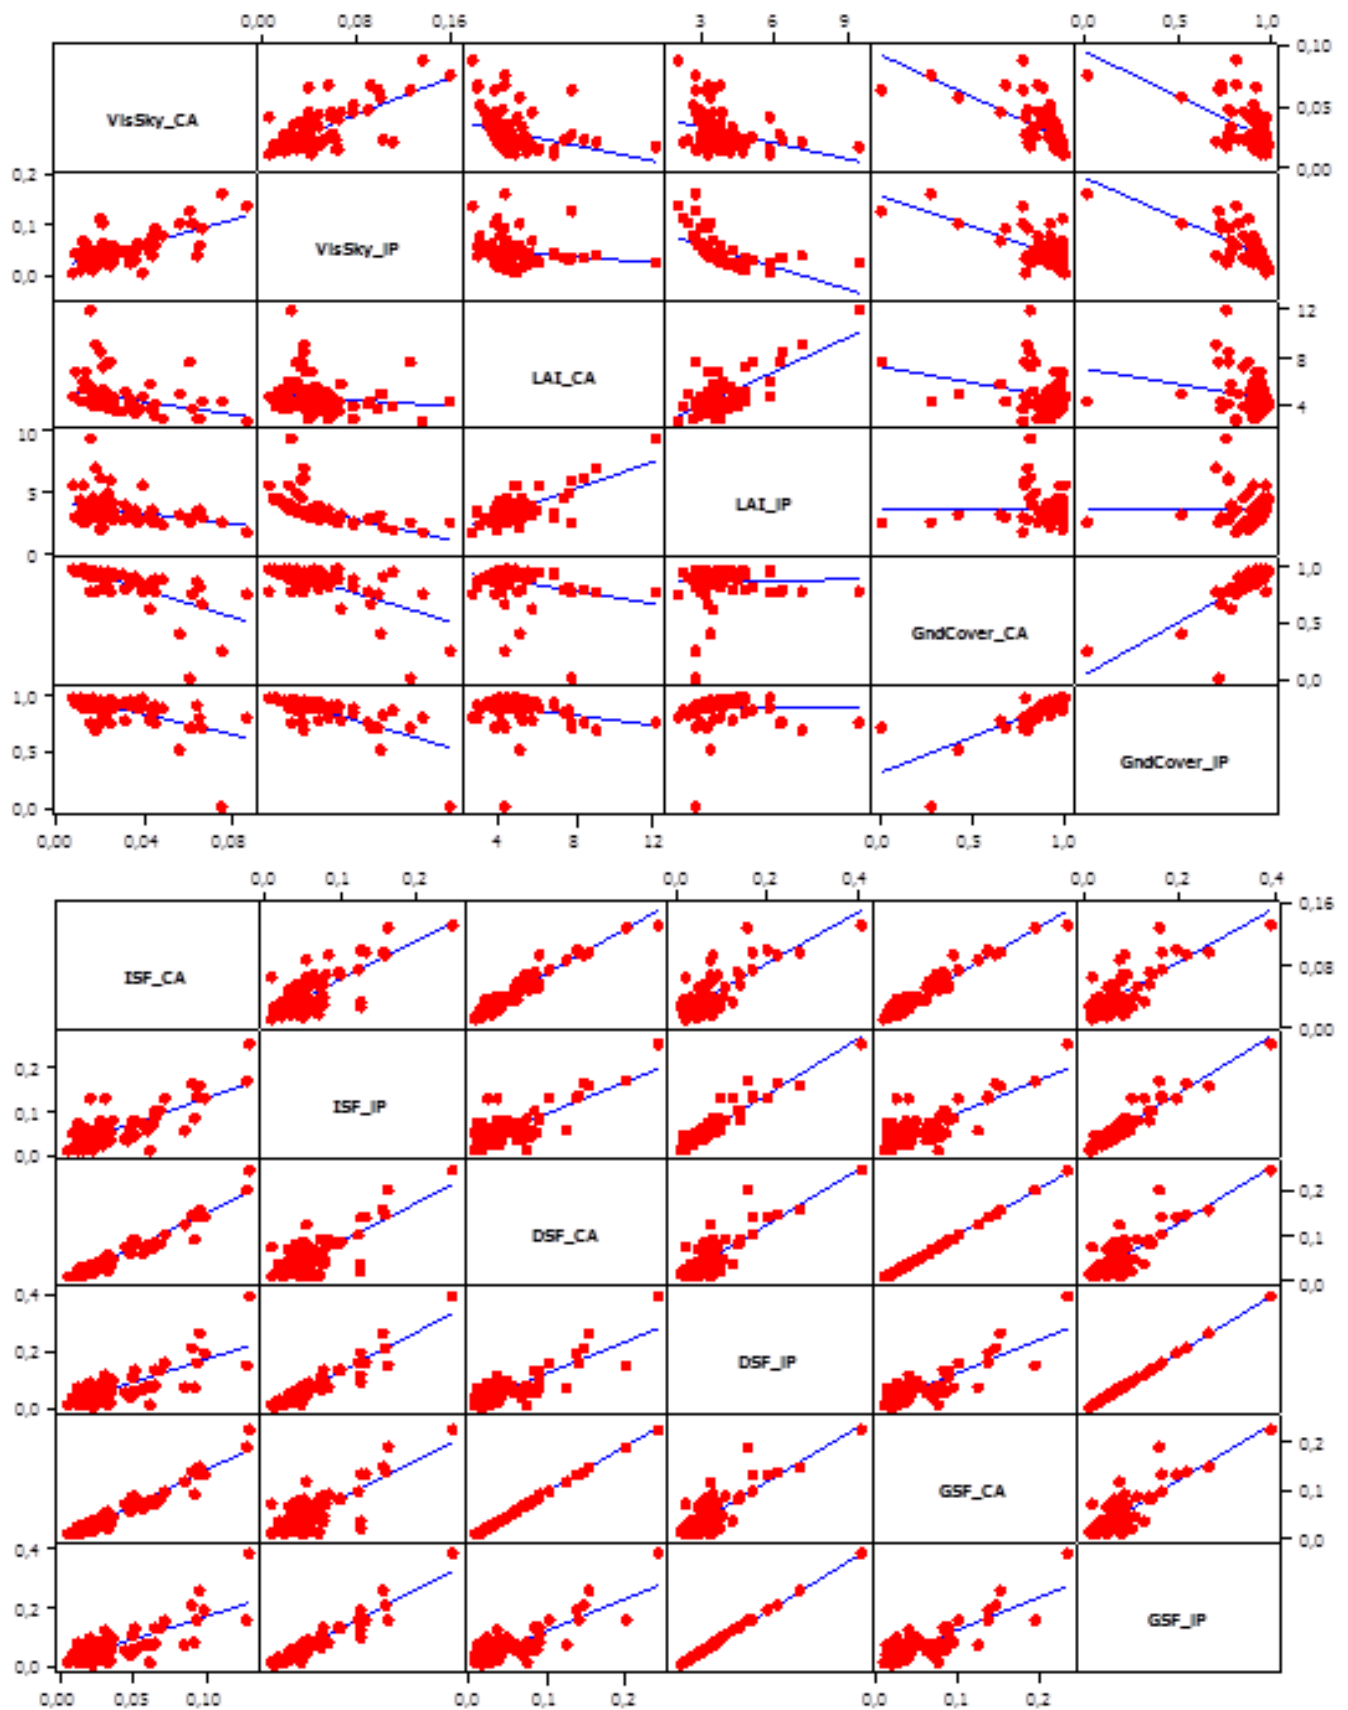 0,00 0,08 0,16 3 6 9 0,0 0,5 1,0
VisSky_CA
0,10
0,05
0,00
0,2
0,1
0,0
VisSky_IP
LAI_CA
12
8
4
10
5
0
LAI_IP
GndCover_CA
1,0
0,5
0,0
1,0
0,5
0,0
GndCover_IP
0,00 0,04 0,08 4 8 12 0,0 0,5 1,0
0,0 0,1 0,2 0,0 0,2 0,4 0,0 0,2 0,4
ISF_CA
0,16
0,08
0,00
0,2
0,1
0,0
ISF_IP
DSF_CA
0,2
0,1
0,0
0,4
0,2
0,0
DSF_IP
GSF_CA
0,2
0,1
0,0
0,4
0,2
0,0
GSF_IP
0,00 0,05 0,10 0,0 0,1 0,2 0,0 0,1 0,2